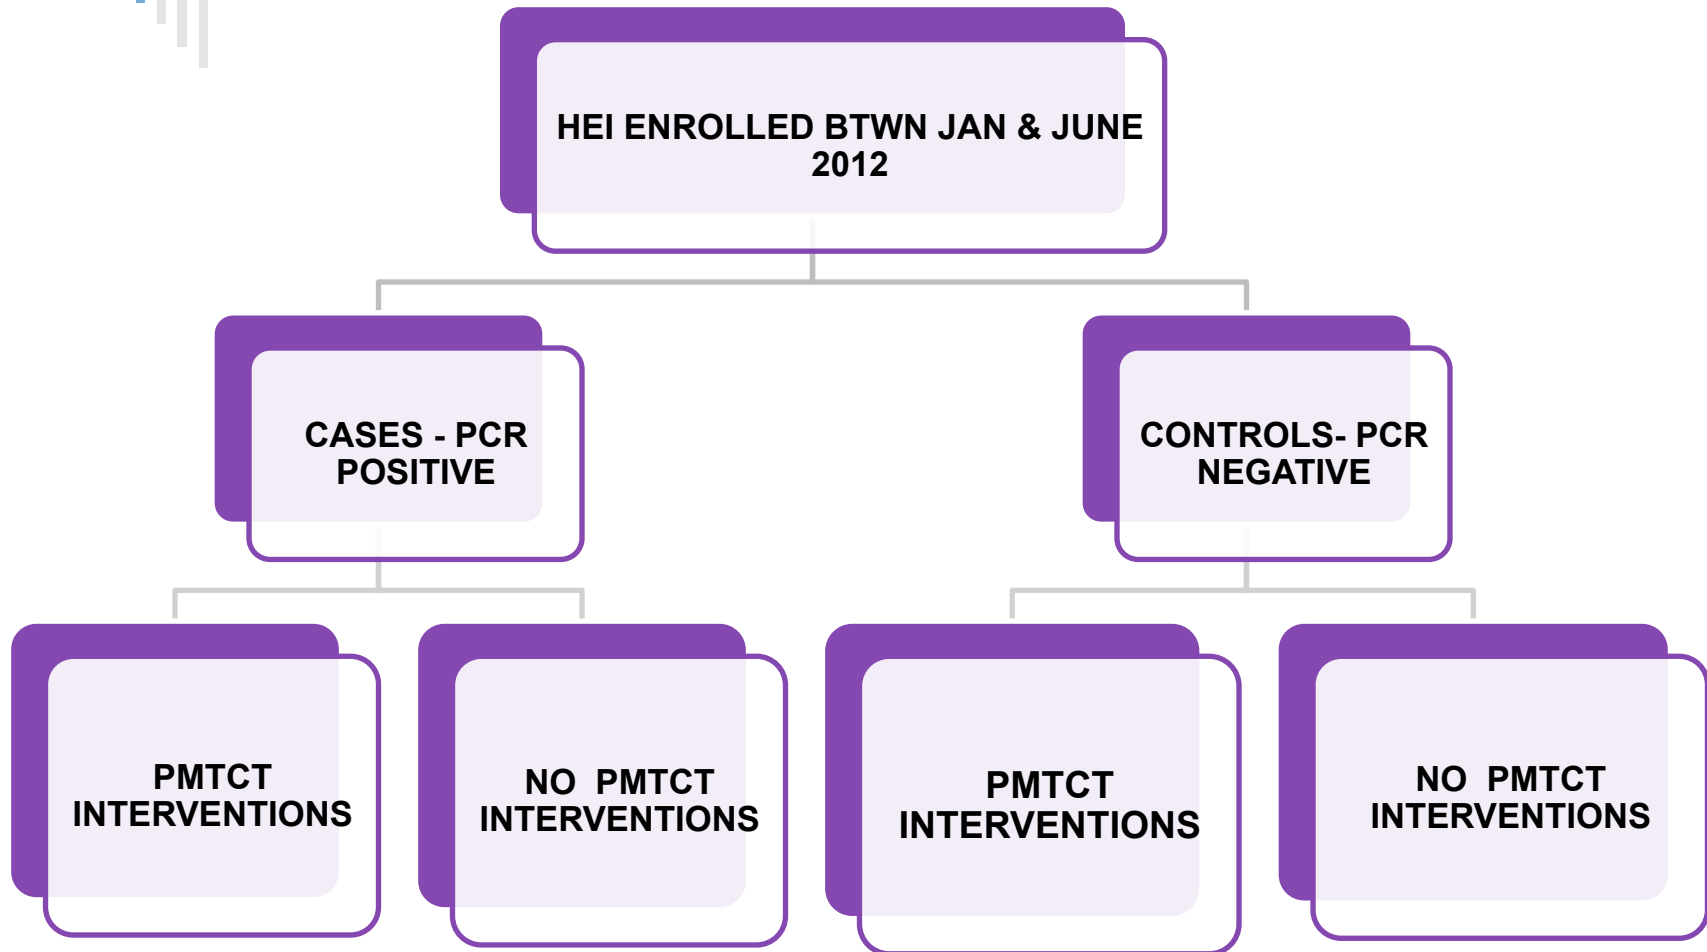 HEI ENROLLED BTWN JAN & JUNE
2012
CASES - PCR
POSITIVE
CONTROLS- PCR
NEGATIVE
PMTCT
INTERVENTIONS
NO PMTCT
INTERVENTIONS
PMTCT
INTERVENTIONS
NO PMTCT
INTERVENTIONS